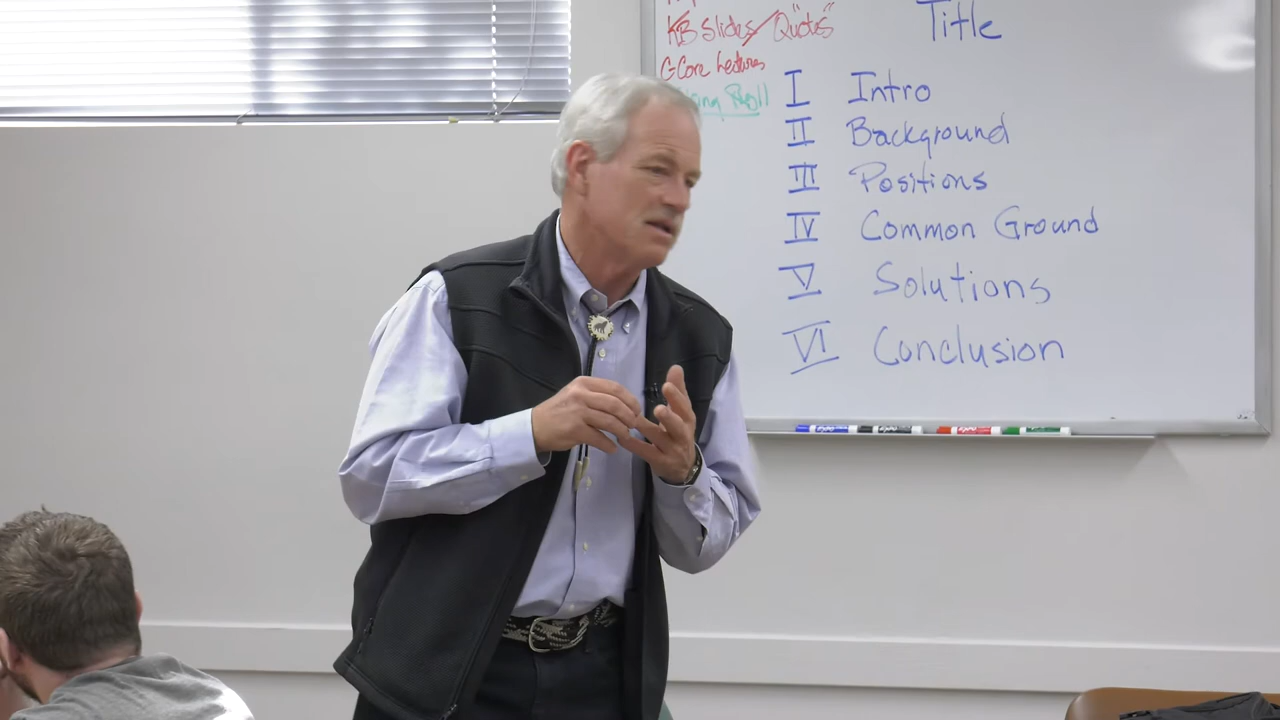 KB Slides/"Quotes"
C-Core Lectures
Title
I Intro
II Background
III Positions
IV Common Ground
V Solutions
VI Conclusion